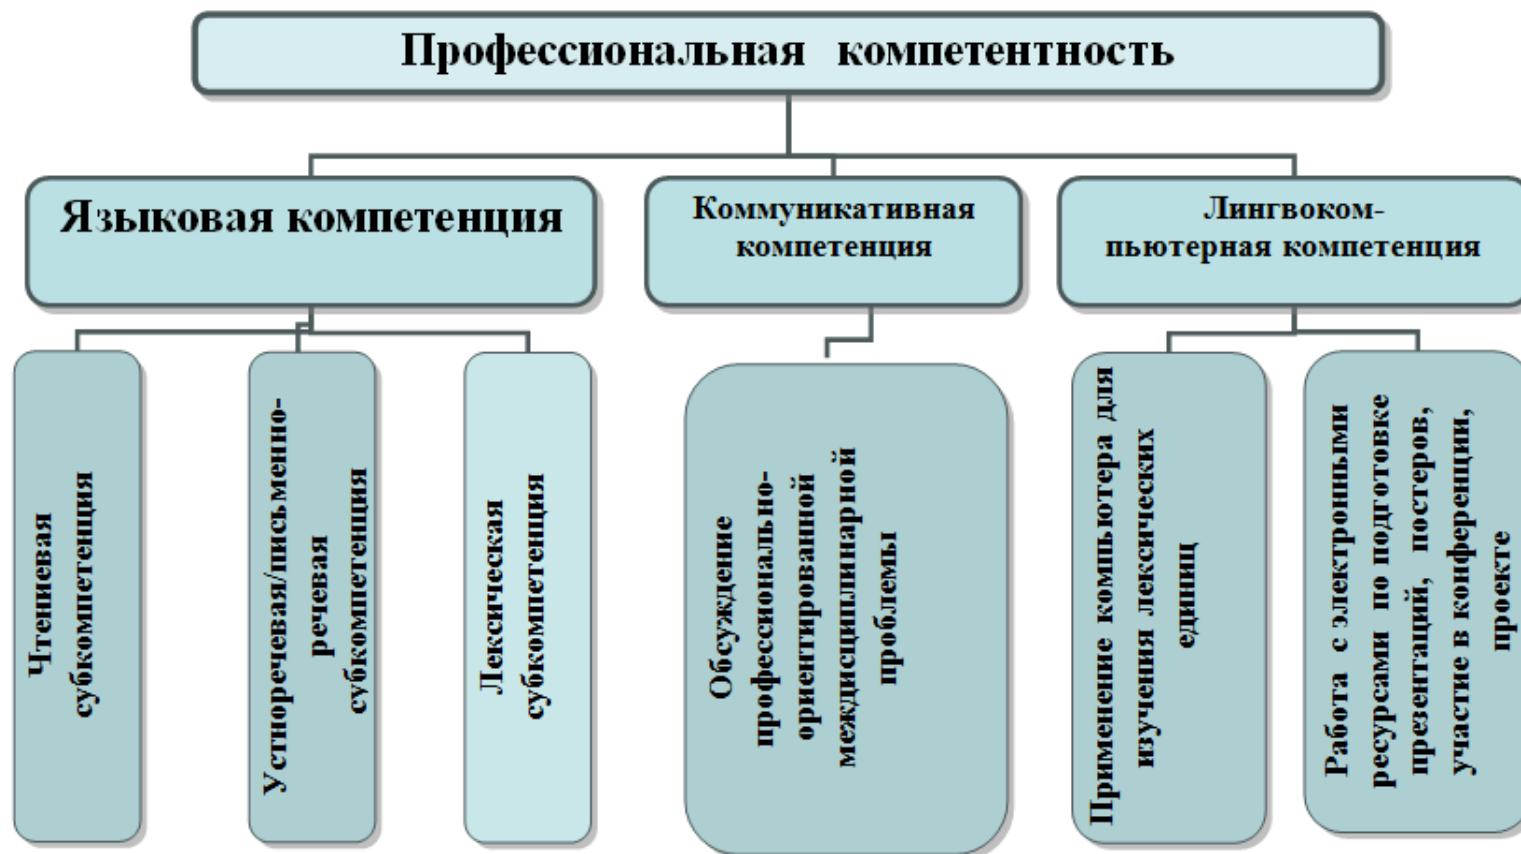 Профессиональная компетентность
Языковая компетенция
Коммуникативная
компетенция
Лингвоком-
пьютерная компетенция
Чтениевая
субкомпетенция
Устноречевая/письменно-
речевая
субкомпетенция
Лексическая
субкомпетенция
Обсуждение
профессионально-
ориентированной
междисциплинарной
проблемы
Применение компьютера для
изучения лексических
единиц
Работа с электронными
ресурсами по подготовке
презентаций, постеров,
участие в конференции,
проекте